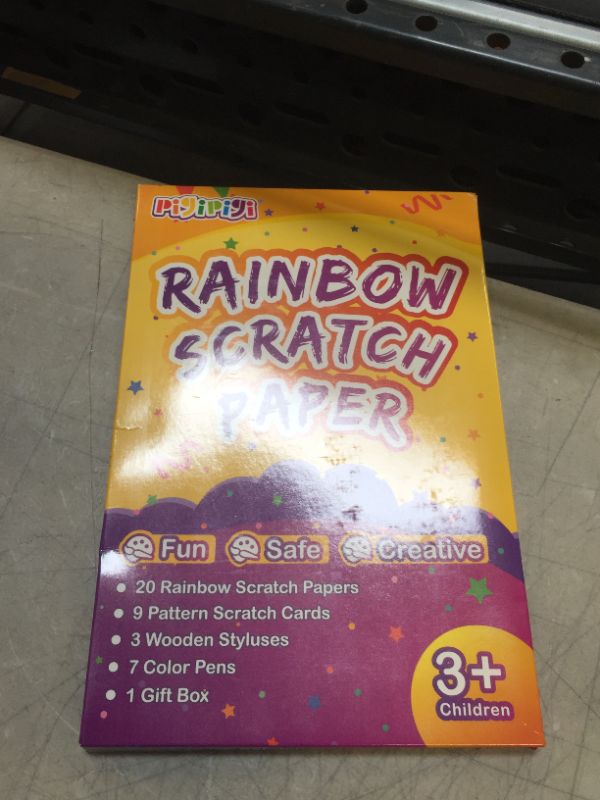 pigipigi
RAINBOW
SCRATCH
PAPER
Fun Safe Creative
• 20 Rainbow Scratch Papers
• 9 Pattern Scratch Cards
• 3 Wooden Styluses
• 7 Color Pens
• 1 Gift Box
3+
Children